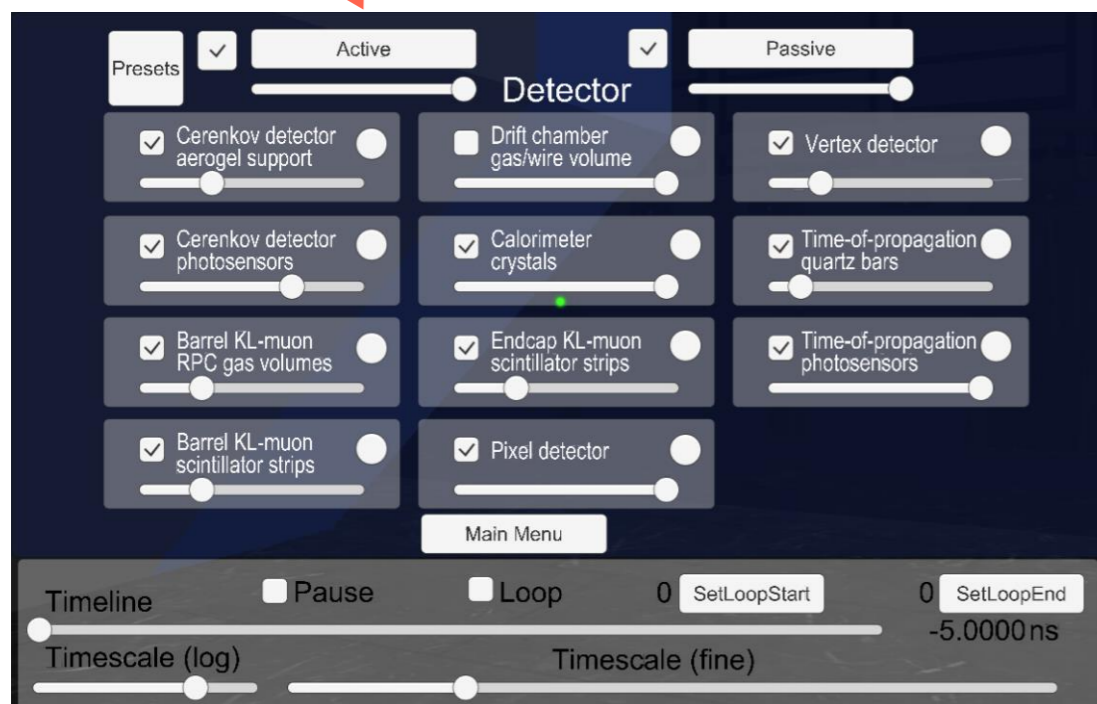 Presets
Active
Passive
Detector
Cerenkov detector
aerogel support
Drift chamber
gas/wire volume
Vertex detector
Cerenkov detector
photosensors
Calorimeter
crystals
Time-of-propagation
quartz bars
Barrel KL-muon
RPC gas volumes
Endcap KL-muon
scintillator strips
Time-of-propagation
photosensors
Barrel KL-muon
scintillator strips
Pixel detector
Main Menu
Timeline Pause Loop 0 SetLoopStart 0 SetLoopEnd
-5.0000 ns
Timescale (log) Timescale (fine)